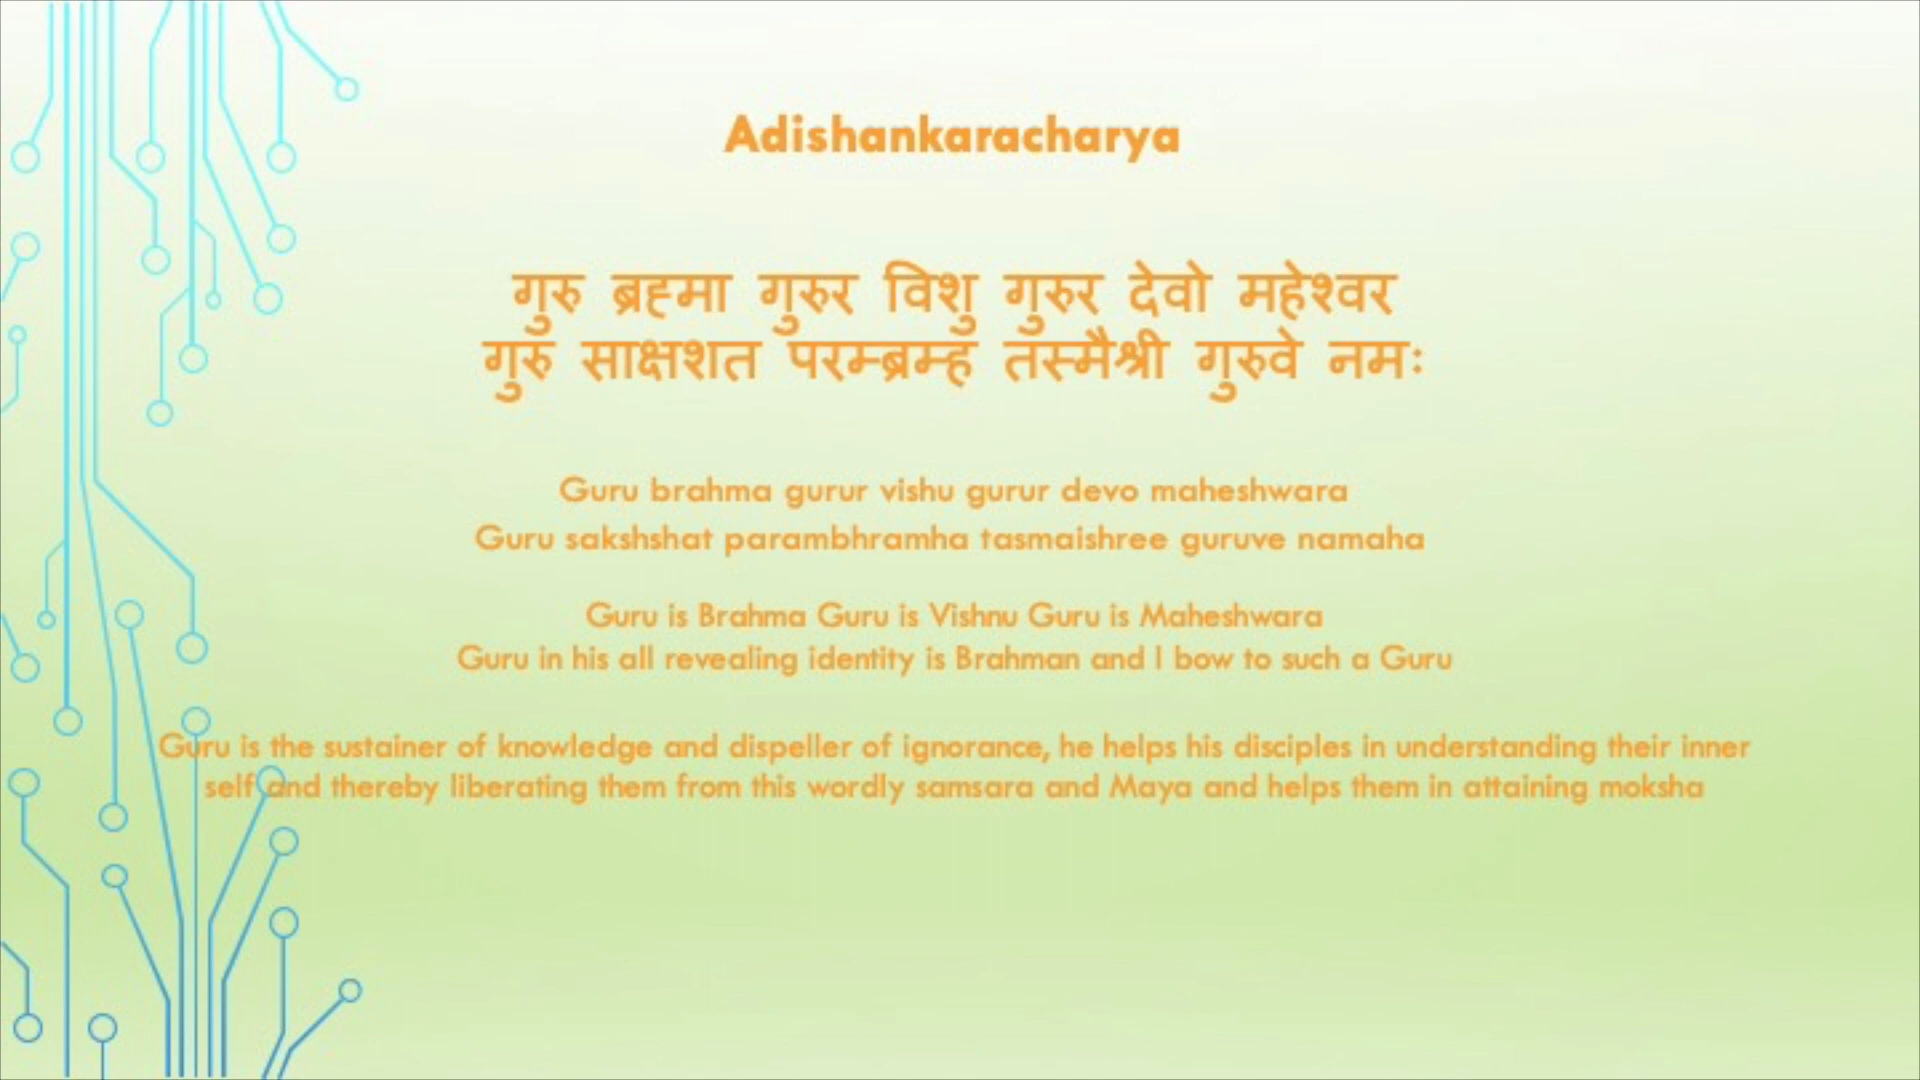 Adishankaracharya
गुरु ब्रह्मा गुरुर विशु गुरुर देवो महेश्वर
गुरु साक्षशत परम्ब्रम्ह तस्मैश्री गुरुवे नमः
Guru brahma gurur vishu gurur devo maheshwara
Guru sakshshat parambhramha tasmaishree guruve namaha
Guru is Brahma Guru is Vishnu Guru is Maheshwara
Guru in his all revealing identity is Brahman and I bow to such a Guru
Guru is the sustainer of knowledge and dispeller of ignorance, he helps his disciples in understanding their inner
self and thereby liberating them from this wordly samsara and Maya and helps them in attaining moksha